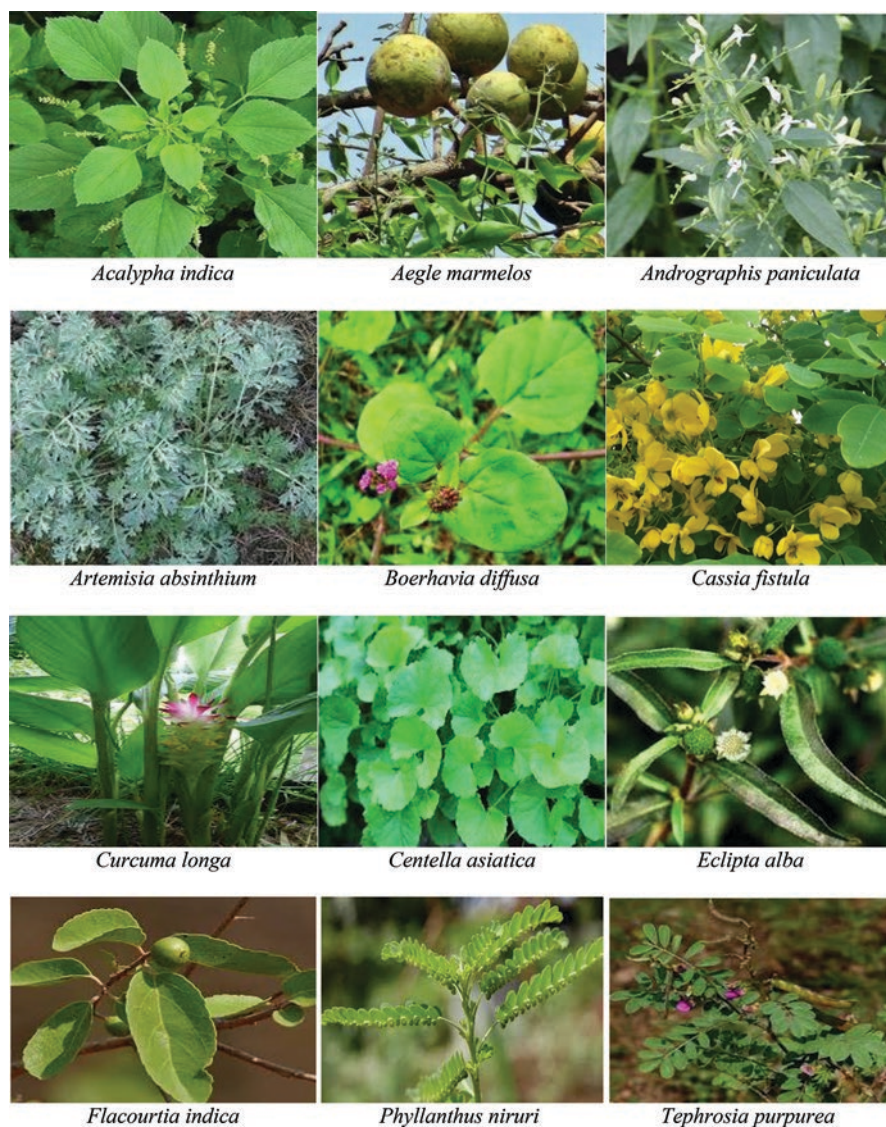 Acalypha indica
Aegle marmelos
Andrographis paniculata
Artemisia absinthium
Boerhavia diffusa
Cassia fistula
Curcuma longa
Centella asiatica
Eclipta alba
Flacourtia indica
Phyllanthus niruri
Tephrosia purpurea